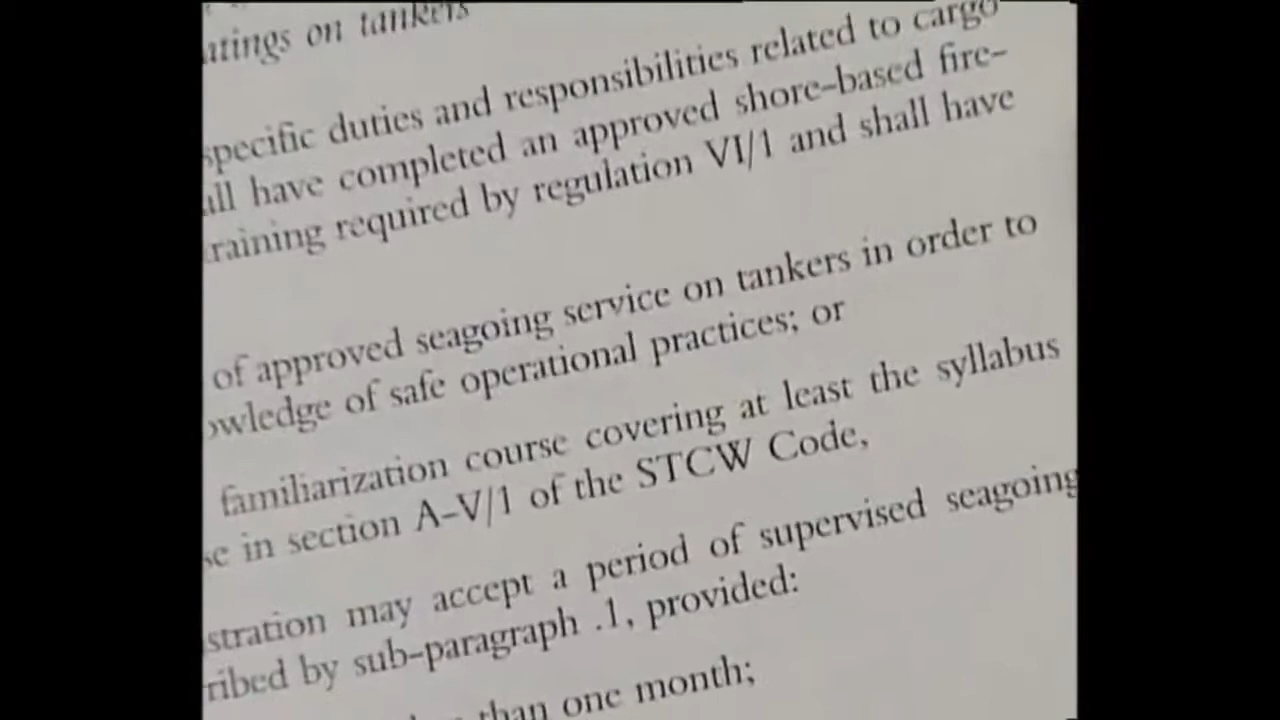 atings on tankers
specific duties and responsibilities related to cargo
all have completed an approved shore-based fire-
raining required by regulation VI/1 and shall have
of approved seagoing service on tankers in order to
owledge of safe operational practices; or
familiarization course covering at least the syllabus
se in section A-V/1 of the STCW Code,
stration may accept a period of supervised seagoing
ribed by sub-paragraph .1, provided:
than one month;